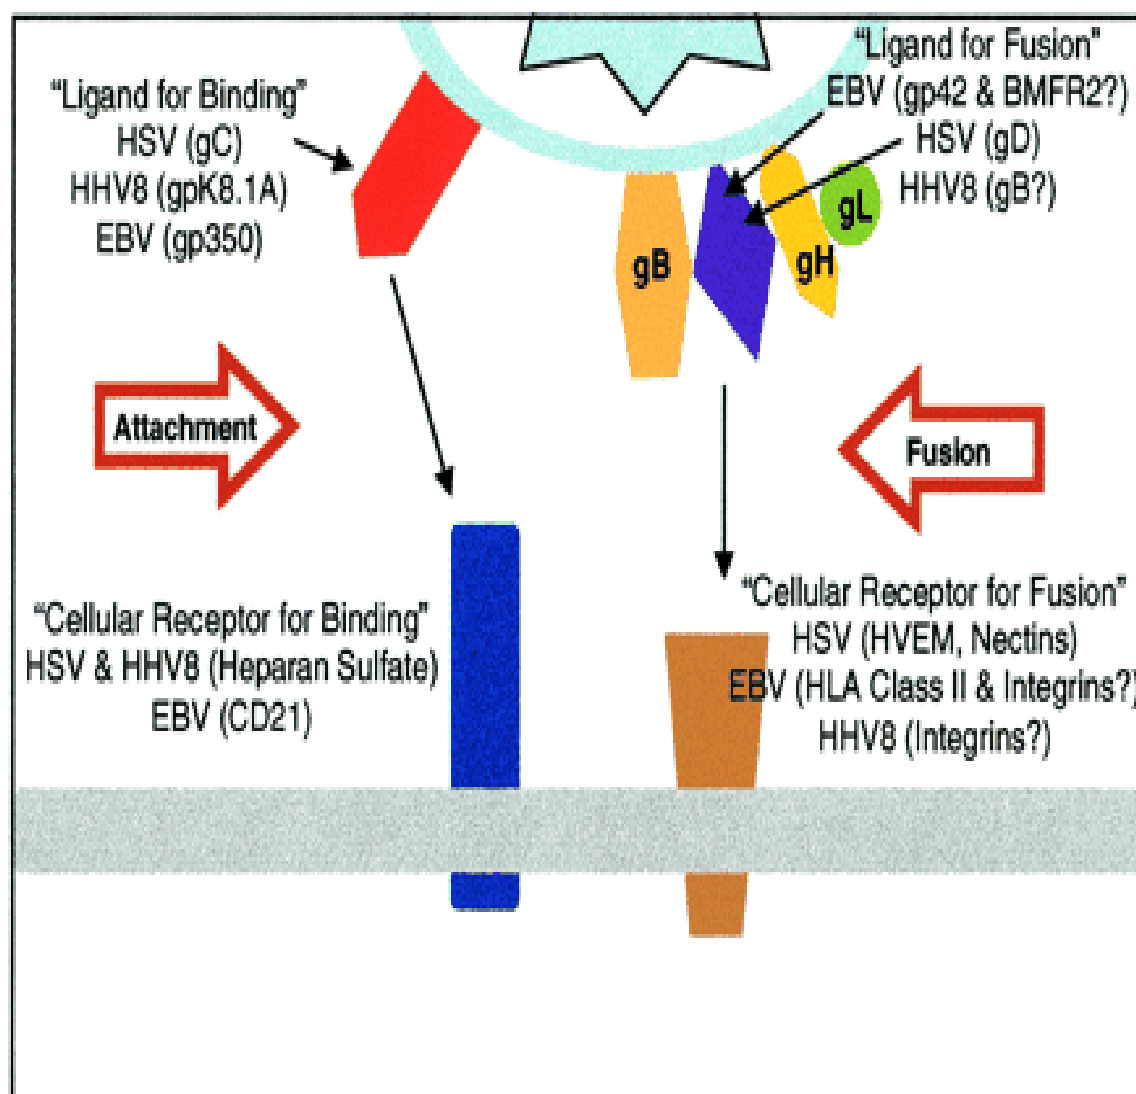 “Ligand for Binding”
HSV (gC)
HHV8 (gpK8.1A)
EBV (gp350)
“Ligand for Fusion”
EBV (gp42 & BMFR2?)
HSV (gD)
HHV8 (gB?)
gB
gH
gL
Attachment
Fusion
“Cellular Receptor for Binding”
HSV & HHV8 (Heparan Sulfate)
EBV (CD21)
“Cellular Receptor for Fusion”
HSV (HVEM, Nectins)
EBV (HLA Class II & Integrins?)
HHV8 (Integrins?)